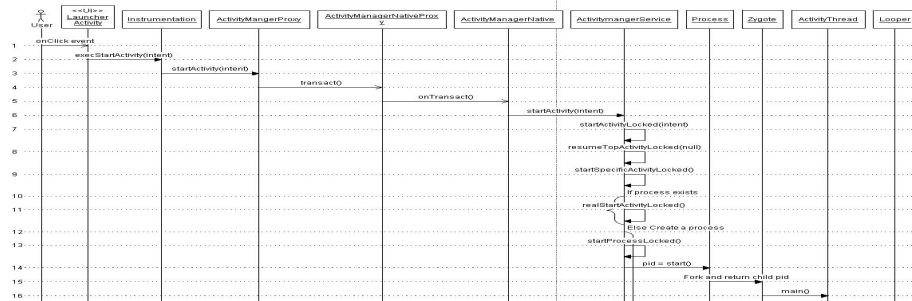 <<UI>>
Launcher
Activity
User
Instrumentation
ActivityMangerProxy
ActivityManagerNativeProx
y
ActivityManagerNative
ActivitymangerService
Process
Zygote
ActivityThread
Looper
1
onClick event
2
execStartActivity(intent)
3
startActivity(intent)
4
transact()
5
onTransact()
6
startActivity(intent)
7
startActivityLocked(intent)
8
resumeTopActivityLocked(null)
9
startSpecificActivityLocked()
10
If process exists
11
realStartActivityLocked()
12
Else Create a process
13
startProcessLocked()
14
pid = start()
15
Fork and return child pid
16
main()